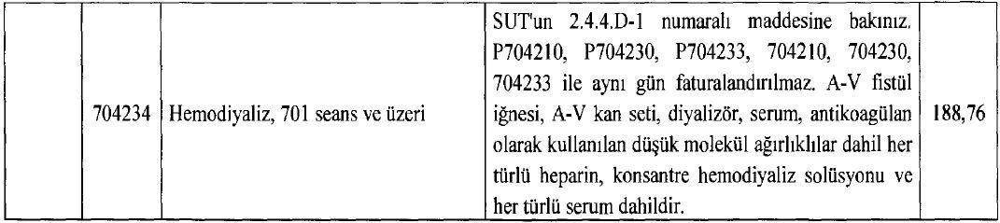 SUT'un 2.4.4.D-1 numaralı maddesine bakınız.
P704210, P704230, P704233, 704210, 704230,
704233 ile aynı gün faturalandırılmaz. A-V fistül
704234 Hemodiyaliz, 701 seans ve üzeri iğnesi, A-V kan seti, diyalizör, serum, antikoagülan 188,76
olarak kullanılan düşük molekül ağırlıklılar dahil her
türlü heparin, konsantre hemodiyaliz solüsyonu ve
her türlü serum dahildir.